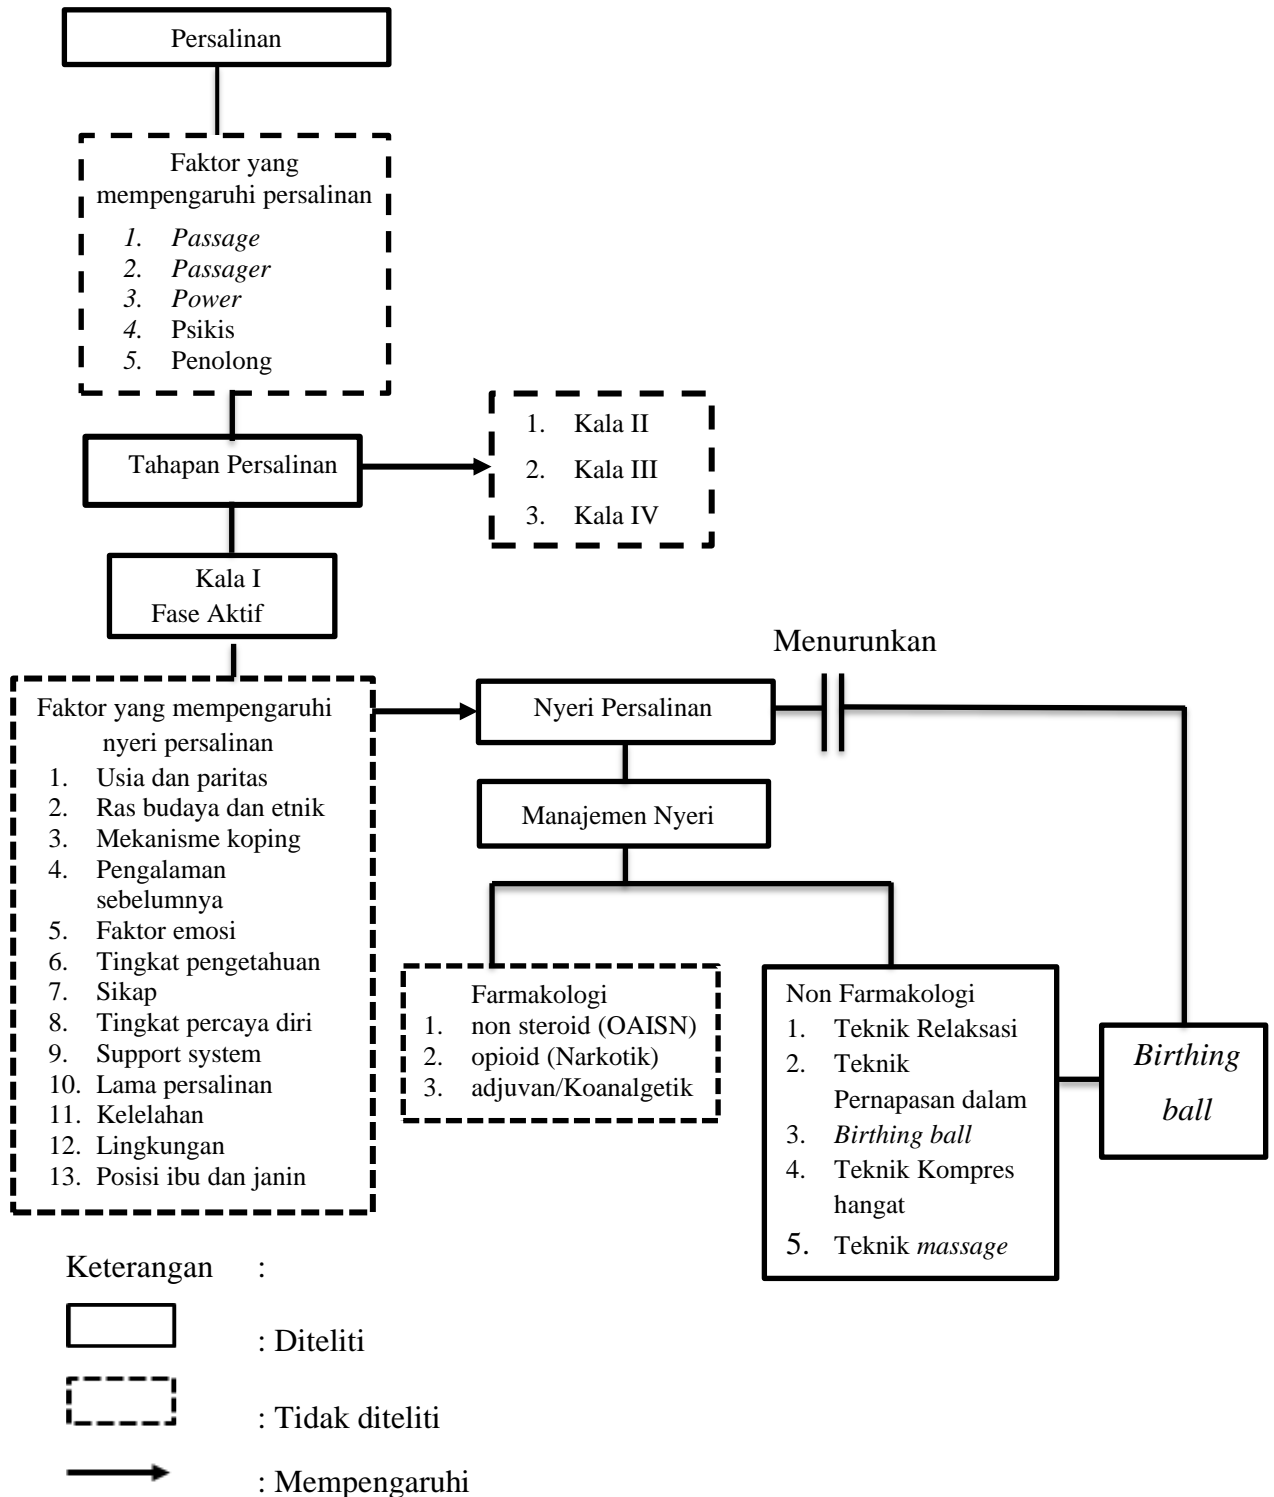 Persalinan
Faktor yang
mempengaruhi persalinan
1. Passage
2. Passager
3. Power
4. Psikis
5. Penolong
Tahapan Persalinan
1. Kala II
2. Kala III
3. Kala IV
Kala I
Fase Aktif
Menurunkan
Faktor yang mempengaruhi
nyeri persalinan
1. Usia dan paritas
2. Ras budaya dan etnik
3. Mekanisme koping
4. Pengalaman
sebelumnya
5. Faktor emosi
6. Tingkat pengetahuan
7. Sikap
8. Tingkat percaya diri
9. Support system
10. Lama persalinan
11. Kelelahan
12. Lingkungan
13. Posisi ibu dan janin
Nyeri Persalinan
Manajemen Nyeri
Farmakologi
1. non steroid (OAISN)
2. opioid (Narkotik)
3. adjuvan/Koanalgetik
Non Farmakologi
1. Teknik Relaksasi
2. Teknik
Pernapasan dalam
3. Birthing ball
4. Teknik Kompres
hangat
5. Teknik massage
Birthing
ball
Keterangan :
: Diteliti
: Tidak diteliti
: Mempengaruhi